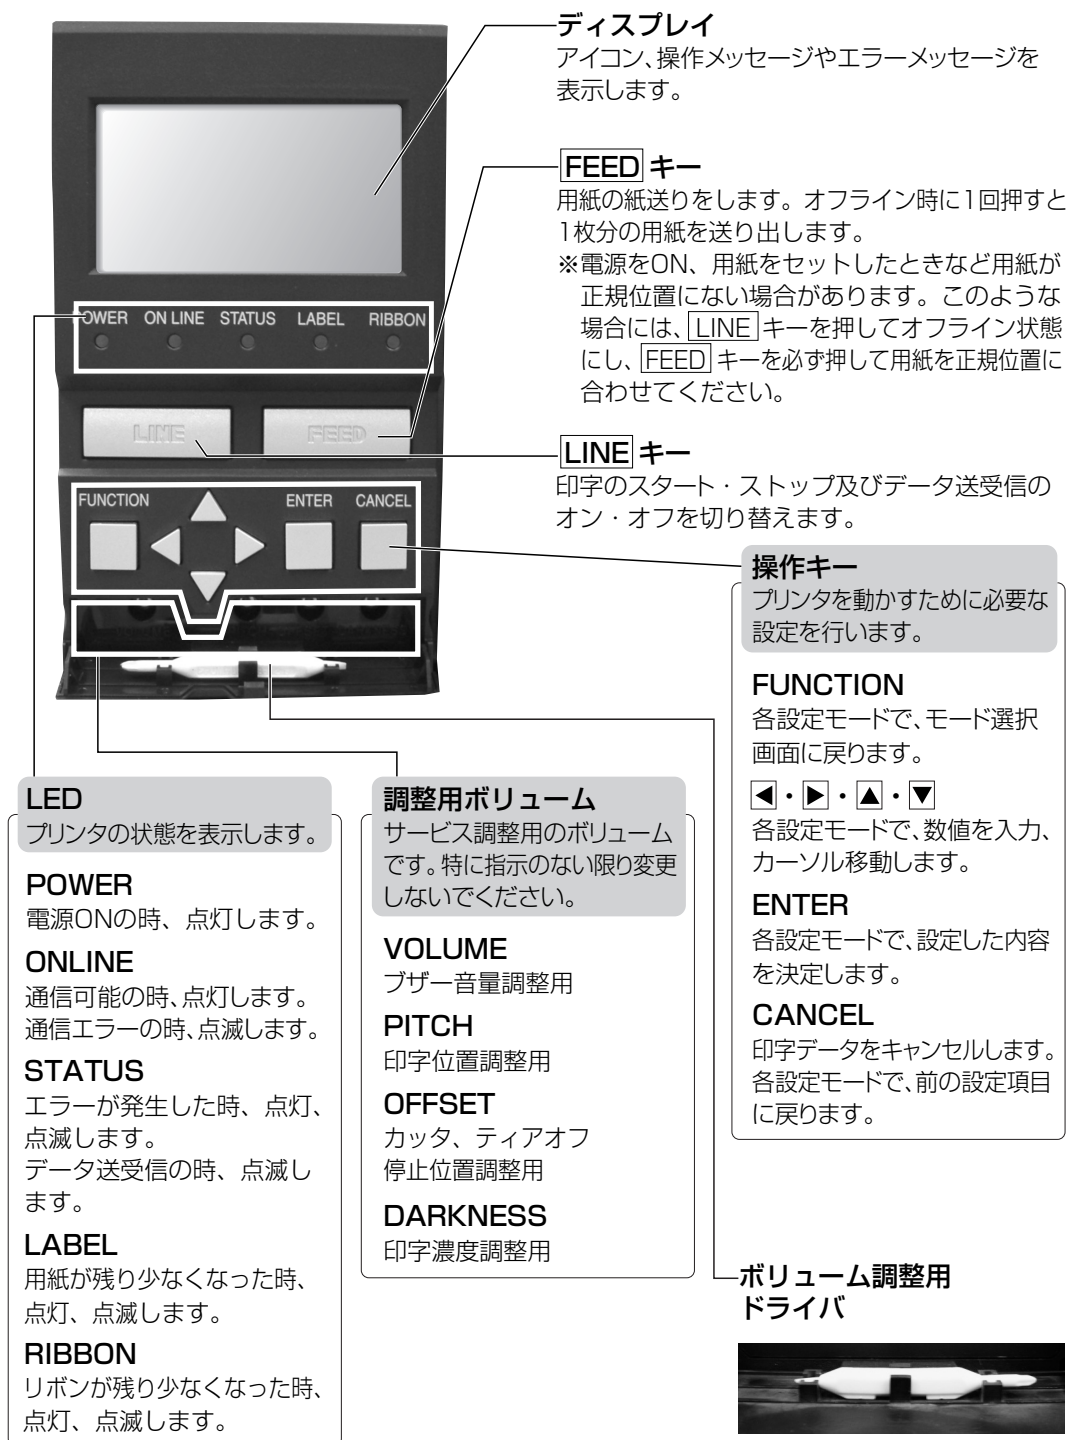 ディスプレイ
アイコン、操作メッセージやエラーメッセージを
表示します。
FEED キー
用紙の紙送りをします。オフライン時に1回押すと
1枚分の用紙を送り出します。
※電源をON、用紙をセットしたときなど用紙が
正規位置にない場合があります。このような
場合には、LINE キーを押してオフライン状態
にし、FEED キーを必ず押して用紙を正規位置に
合わせてください。
LINE キー
印字のスタート・ストップ及びデータ送受信の
オン・オフを切り替えます。
POWER ON LINE STATUS LABEL RIBBON
LINE FEED
FUNCTION ENTER CANCEL
操作キー
プリンタを動かすために必要な
設定を行います。
FUNCTION
各設定モードで、モード選択
画面に戻ります。
◀・▶・▲・▼
各設定モードで、数値を入力、
カーソル移動します。
ENTER
各設定モードで、設定した内容
を決定します。
CANCEL
印字データをキャンセルします。
各設定モードで、前の設定項目
に戻ります。
LED
プリンタの状態を表示します。
POWER
電源ONの時、点灯します。
ONLINE
通信可能の時、点灯します。
通信エラーの時、点滅します。
STATUS
エラーが発生した時、点灯、
点滅します。
データ送受信の時、点滅し
ます。
LABEL
用紙が残り少なくなった時、
点灯、点滅します。
RIBBON
リボンが残り少なくなった時、
点灯、点滅します。
調整用ボリューム
サービス調整用のボリューム
です。特に指示のない限り変更
しないでください。
VOLUME
ブザー音量調整用
PITCH
印字位置調整用
OFFSET
カッタ、ティアオフ
停止位置調整用
DARKNESS
印字濃度調整用
ボリューム調整用
ドライバ